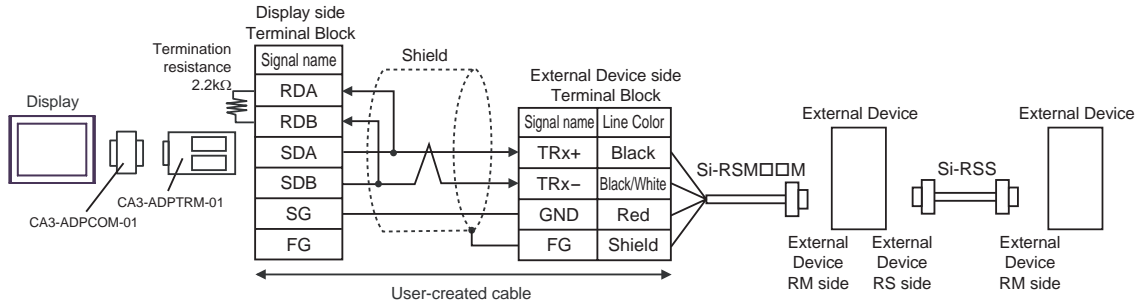 Display side
Terminal Block
Termination
resistance
2.2kΩ
Shield
Signal name
RDA
RDB
SDA
SDB
SG
FG
Display
CA3-ADPCOM-01
CA3-ADPTRM-01
External Device side
Terminal Block
Signal name Line Color
TRx+ Black
TRx− Black/White
GND Red
FG Shield
User-created cable
Si-RSM□□M
External Device
Si-RSS
External Device
External
Device
RM side
External
Device
RS side
External
Device
RM side